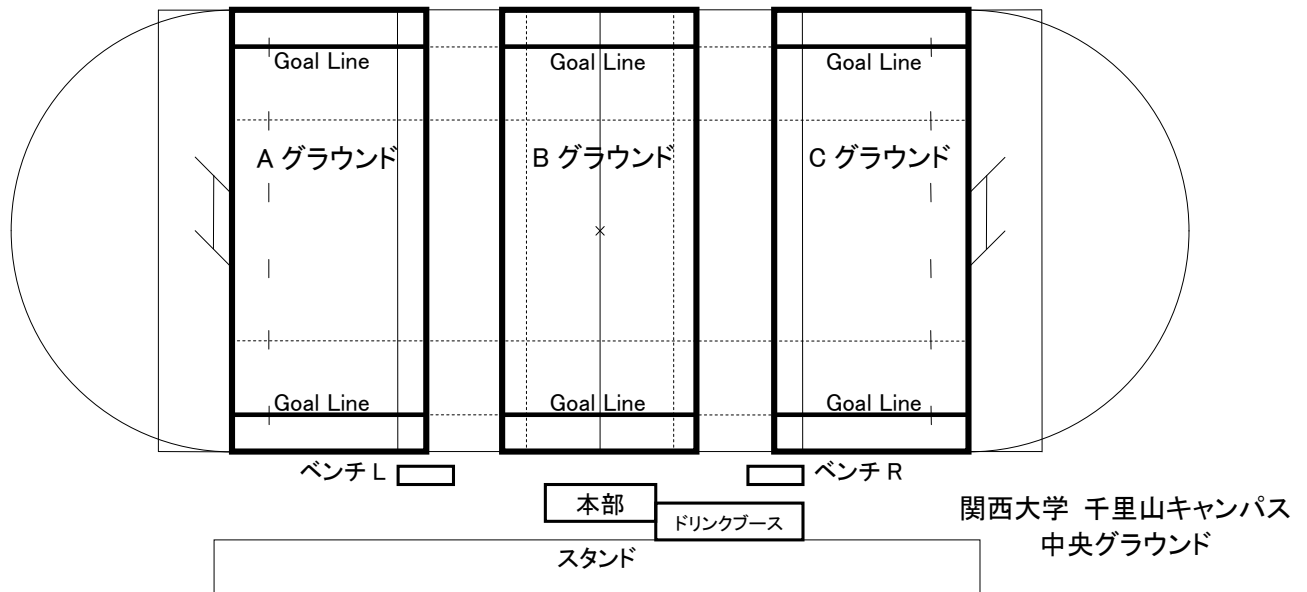 Goal Line
Goal Line
Goal Line
A グラウンド
B グラウンド
C グラウンド
Goal Line
Goal Line
Goal Line
ベンチ L
ベンチ R
本部
ドリンクブース
関西大学 千里山キャンパス
中央グラウンド
スタンド